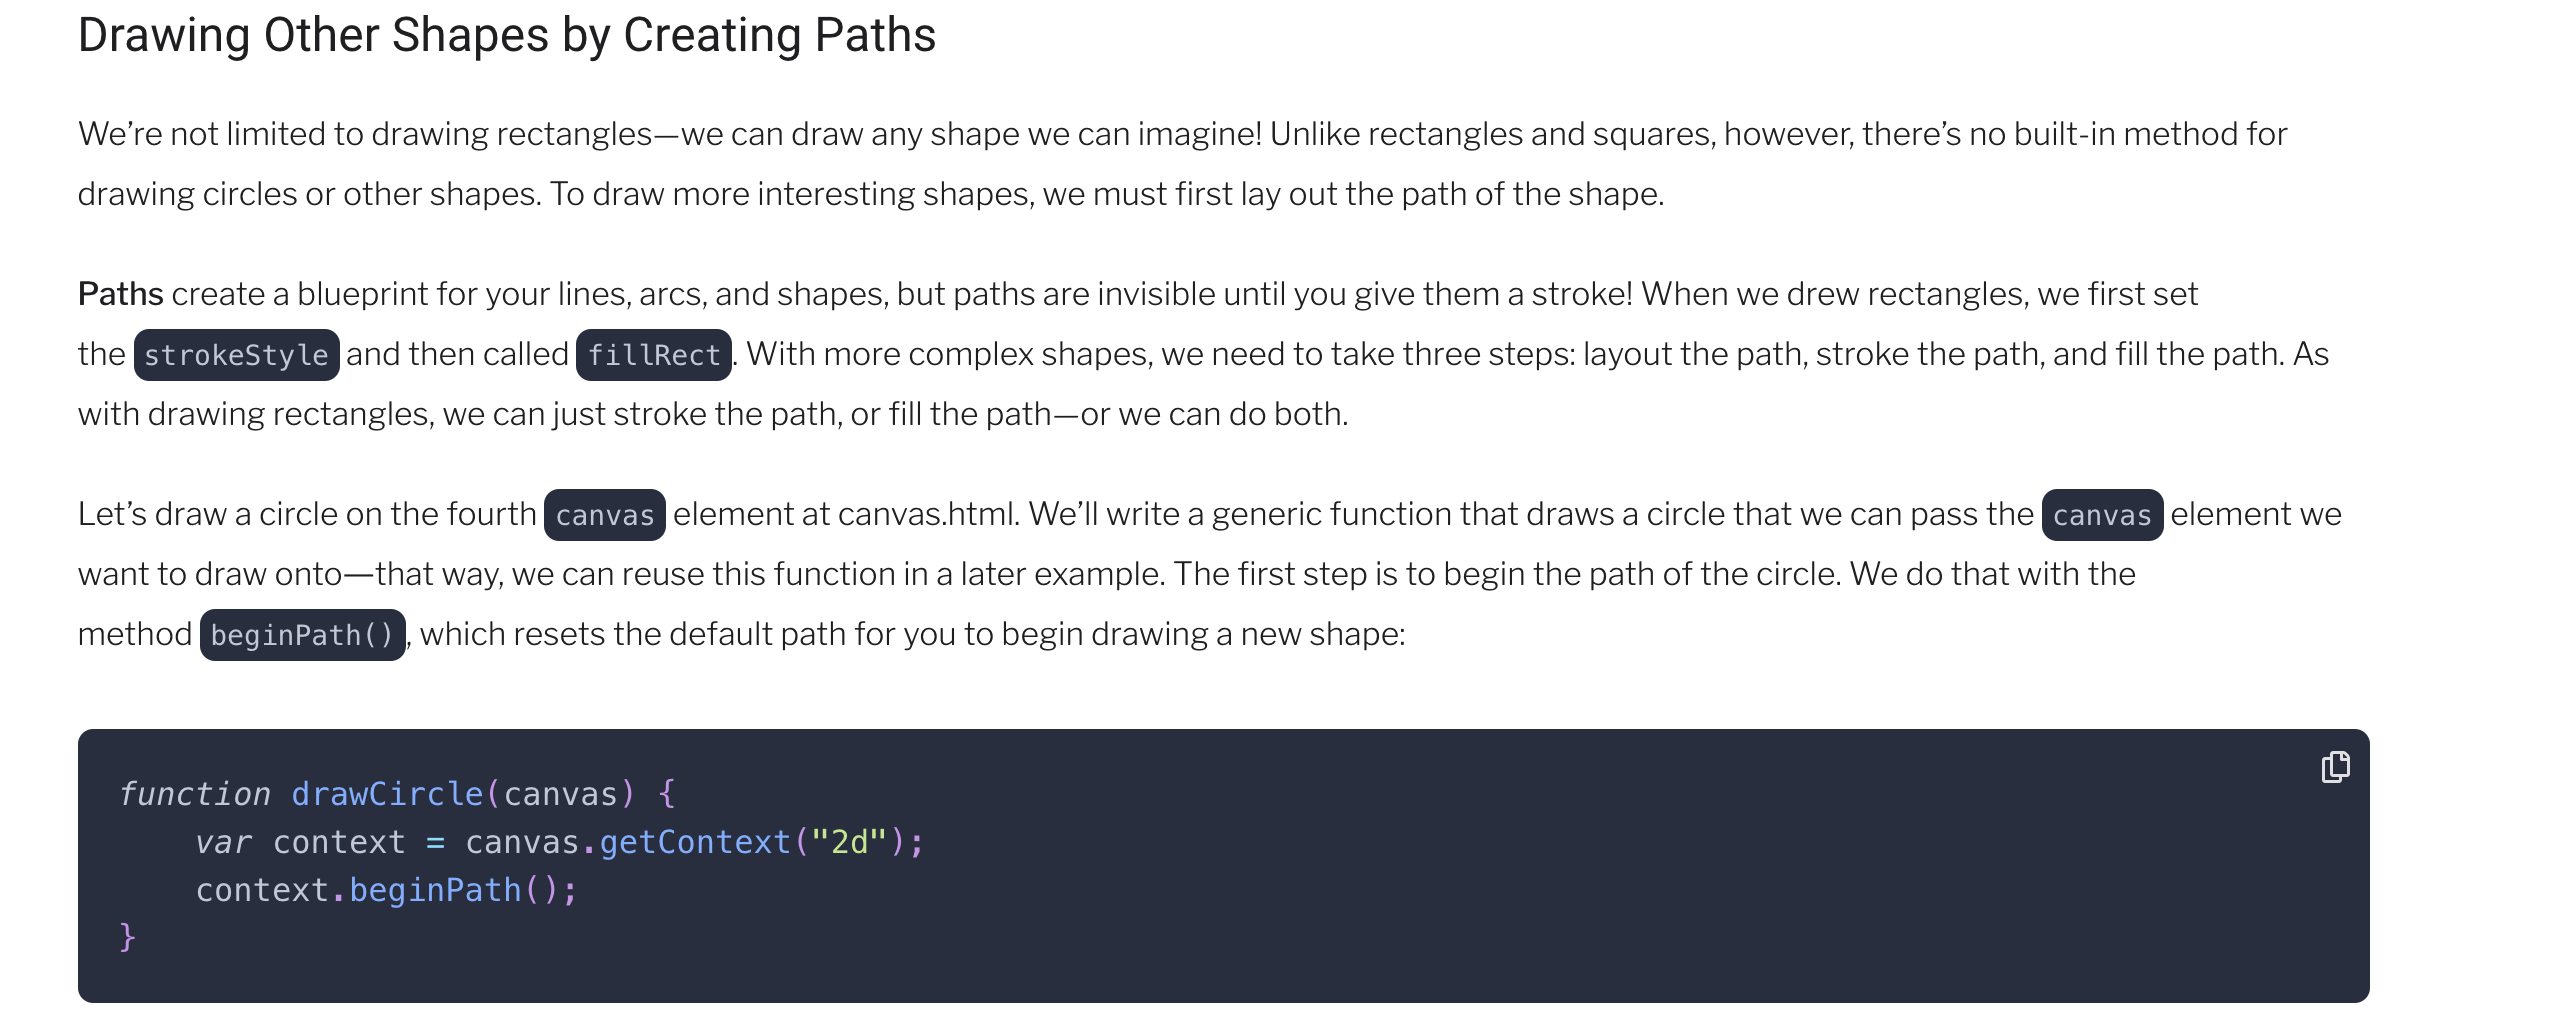 Drawing Other Shapes by Creating Paths
We’re not limited to drawing rectangles—we can draw any shape we can imagine! Unlike rectangles and squares, however, there’s no built-in method for
drawing circles or other shapes. To draw more interesting shapes, we must first lay out the path of the shape.
Paths create a blueprint for your lines, arcs, and shapes, but paths are invisible until you give them a stroke! When we drew rectangles, we first set
the strokeStyle and then called fillRect. With more complex shapes, we need to take three steps: layout the path, stroke the path, and fill the path. As
with drawing rectangles, we can just stroke the path, or fill the path—or we can do both.
Let’s draw a circle on the fourth canvas element at canvas.html. We’ll write a generic function that draws a circle that we can pass the canvas element we
want to draw onto—that way, we can reuse this function in a later example. The first step is to begin the path of the circle. We do that with the
method beginPath(), which resets the default path for you to begin drawing a new shape:
function drawCircle(canvas) {
    var context = canvas.getContext("2d");
    context.beginPath();
}